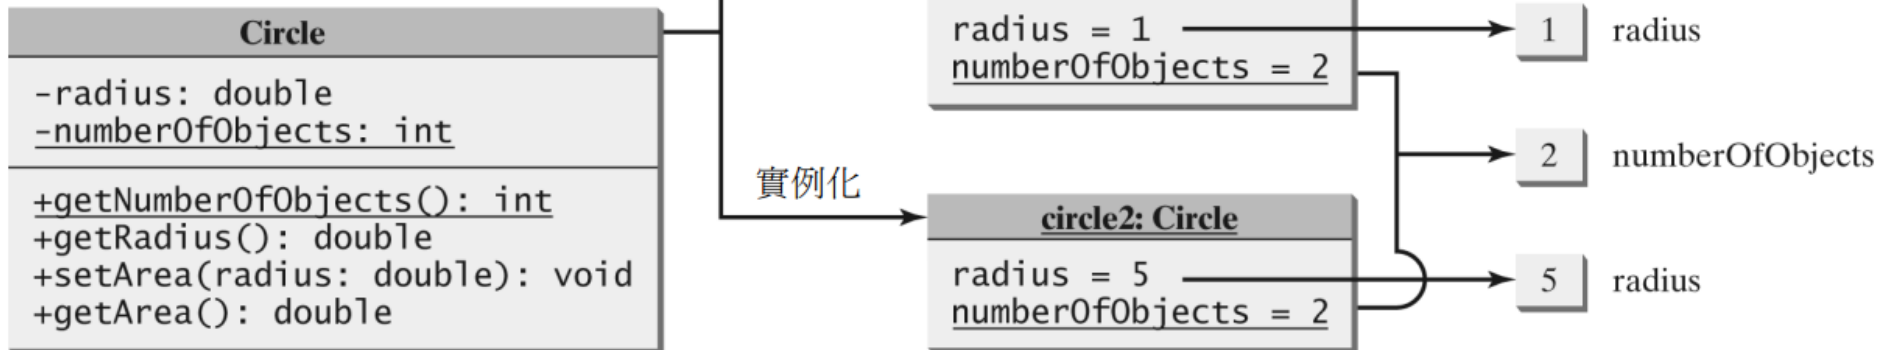 Circle
-radius: double
-numberOfObjects: int
+getNumberOfObjects(): int
+getRadius(): double
+setArea(radius: double): void
+getArea(): double
實例化
radius = 1
numberOfObjects = 2
circle2: Circle
radius = 5
numberOfObjects = 2
1 radius
2 numberOfObjects
5 radius